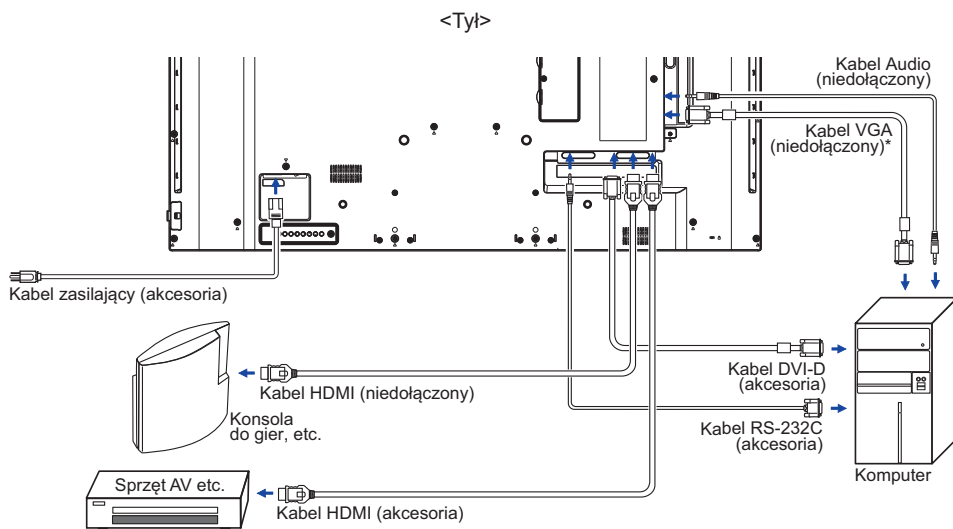 <Tył>
Kabel Audio
(niedołączony)
Kabel VGA
(niedołączony)*
Kabel zasilający (akcesoria)
Kabel HDMI (niedołączony)
Konsola
do gier, etc.
Kabel DVI-D
(akcesoria)
Kabel RS-232C
(akcesoria)
Komputer
Sprzęt AV etc.
Kabel HDMI (akcesoria)